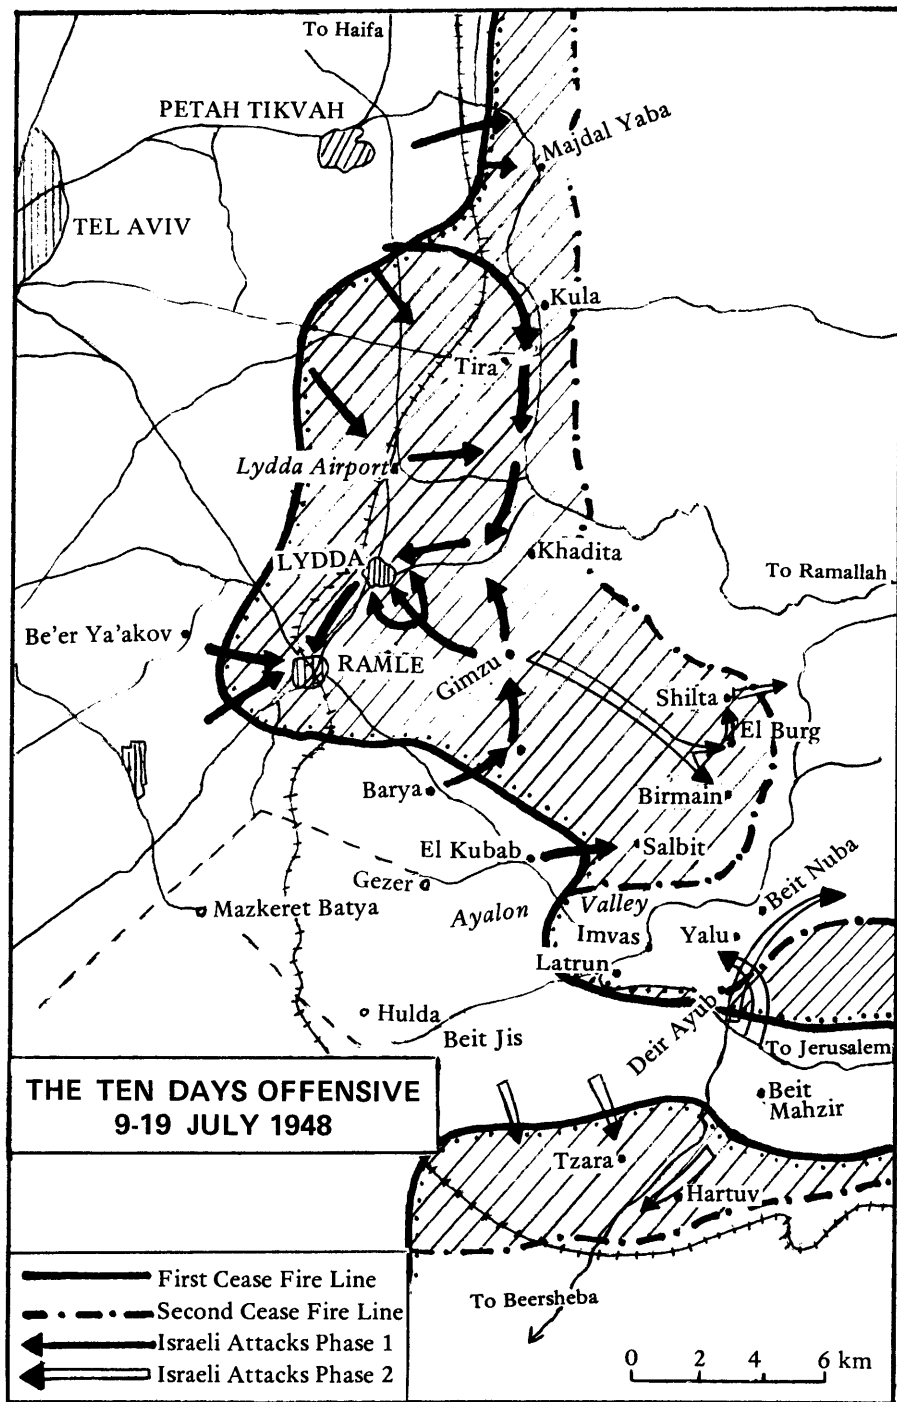 To Haifa
PETAH TIKVAH
Majdal Yaba
TEL AVIV
Kula
Tira
Lydda Airport
LYDDA
Khadita
To Ramallah
Be'er Ya'akov
RAMLE
Gimzu
Shilta
El Burg
Barya
Birmain
El Kubab
Salbit
Gezer
Mazkeret Batya
Ayalon
Valley
Beit Nuba
Imvas
Yalu
Latrun
Hulda
Beit Jis
Deir Ayub
To Jerusalem
Beit
Mahzir
THE TEN DAYS OFFENSIVE
9-19 JULY 1948
Tzara
Hartuv
To Beersheba
First Cease Fire Line
Second Cease Fire Line
Israeli Attacks Phase 1
Israeli Attacks Phase 2
0 2 4 6 km